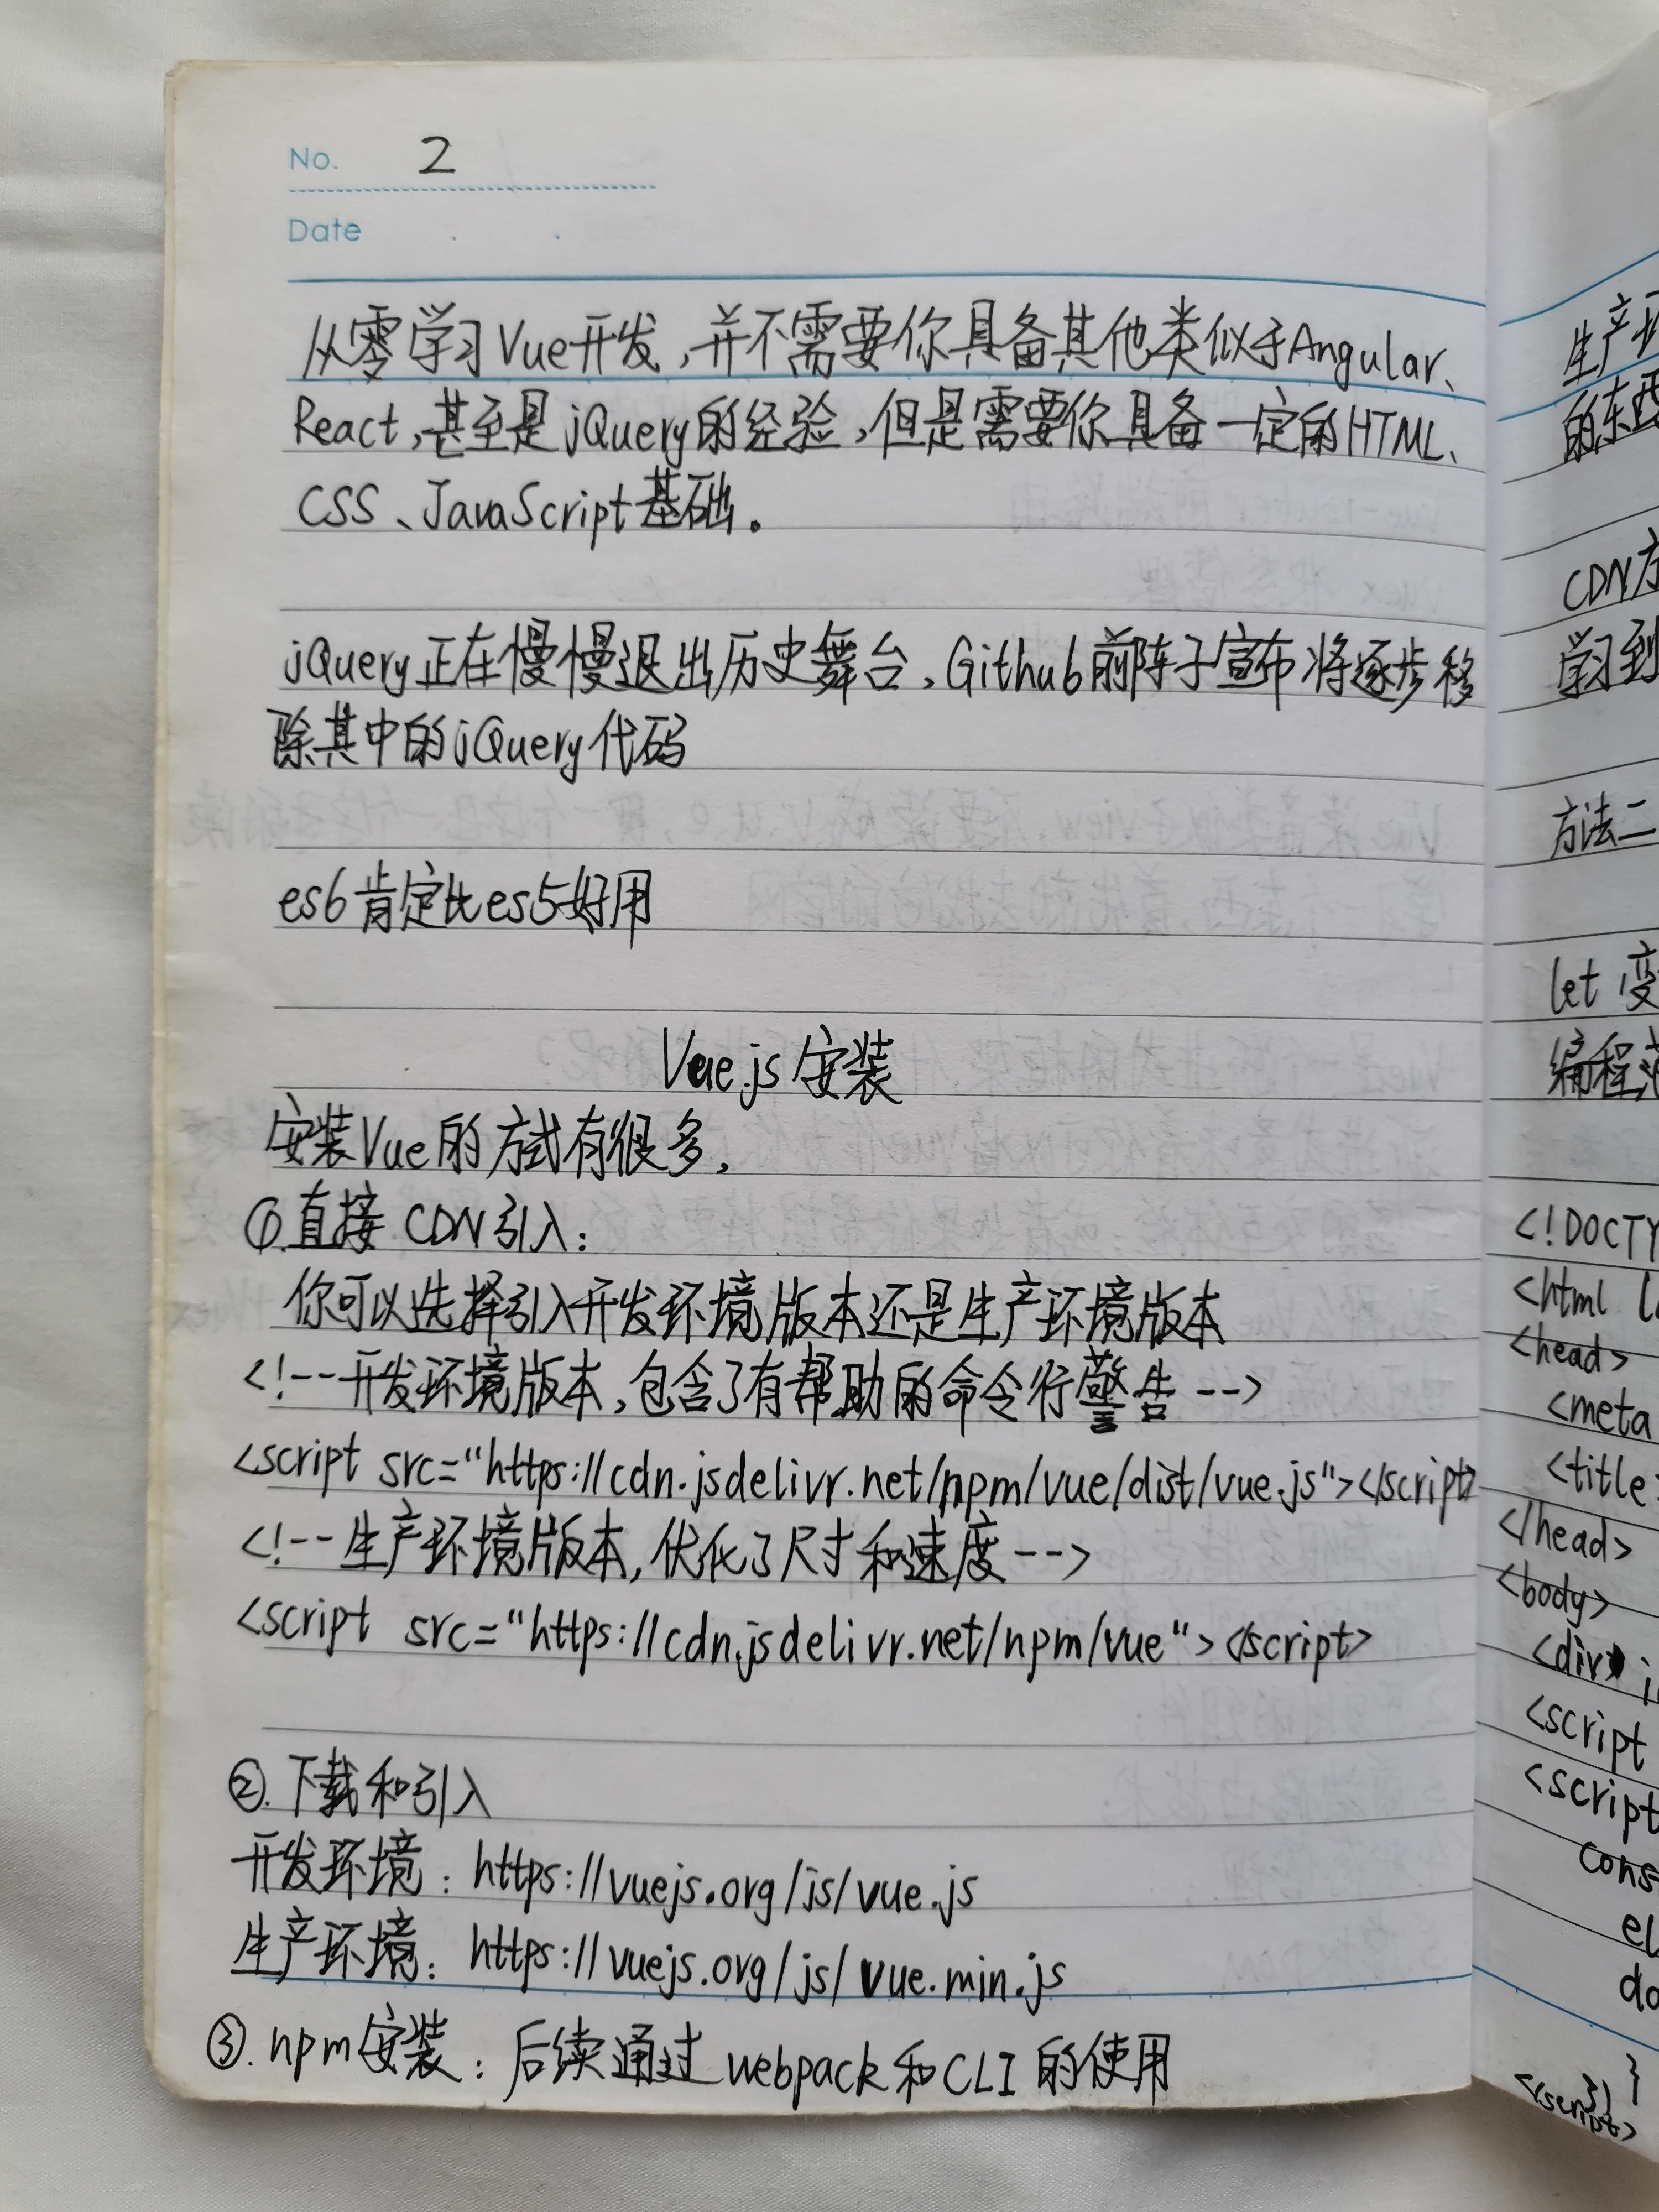 No. 2
Date
从零学习Vue开发,并不需要你具备其他类似于Angular、
React,甚至是jQuery的经验,但是需要你具备一定的HTML、
CSS、JavaScript基础。
jQuery正在慢慢退出历史舞台,Github前阵子宣布将逐步移
除其中的jQuery代码
es6肯定比es5好用
Vue.js安装
安装Vue的方式有很多,
①.直接CDN引入:
你可以选择引入开发环境版本还是生产环境版本
<!--开发环境版本,包含了有帮助的命令行警告-->
<script src="https://cdn.jsdelivr.net/npm/vue/dist/vue.js"></script>
<!--生产环境版本,优化了尺寸和速度-->
<script src="https://cdn.jsdelivr.net/npm/vue"></script>
②.下载和引入
开发环境:https://vuejs.org/js/vue.js
生产环境:https://vuejs.org/js/vue.min.js
③.npm安装:后续通过webpack和CLI的使用
生产环
的东西
CDN方
学习到
方法二
let 变
编程
<!DOCTY
<html
<head>
<meta
<title>
</head>
<body>
<div
<script
<script
cons
el
da
}
})
</script>